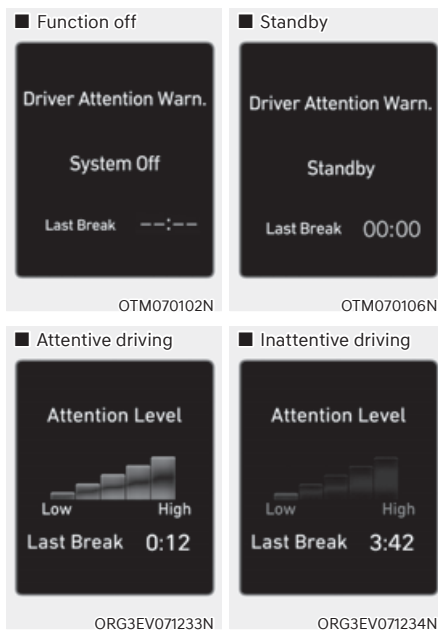 ■ Function off
Driver Attention Warn.
System Off
Last Break --:--
OTM070102N
■ Standby
Driver Attention Warn.
Standby
Last Break 00:00
OTM070106N
■ Attentive driving
Attention Level
Low High
Last Break 0:12
ORG3EV071233N
■ Inattentive driving
Attention Level
Low High
Last Break 3:42
ORG3EV071234N